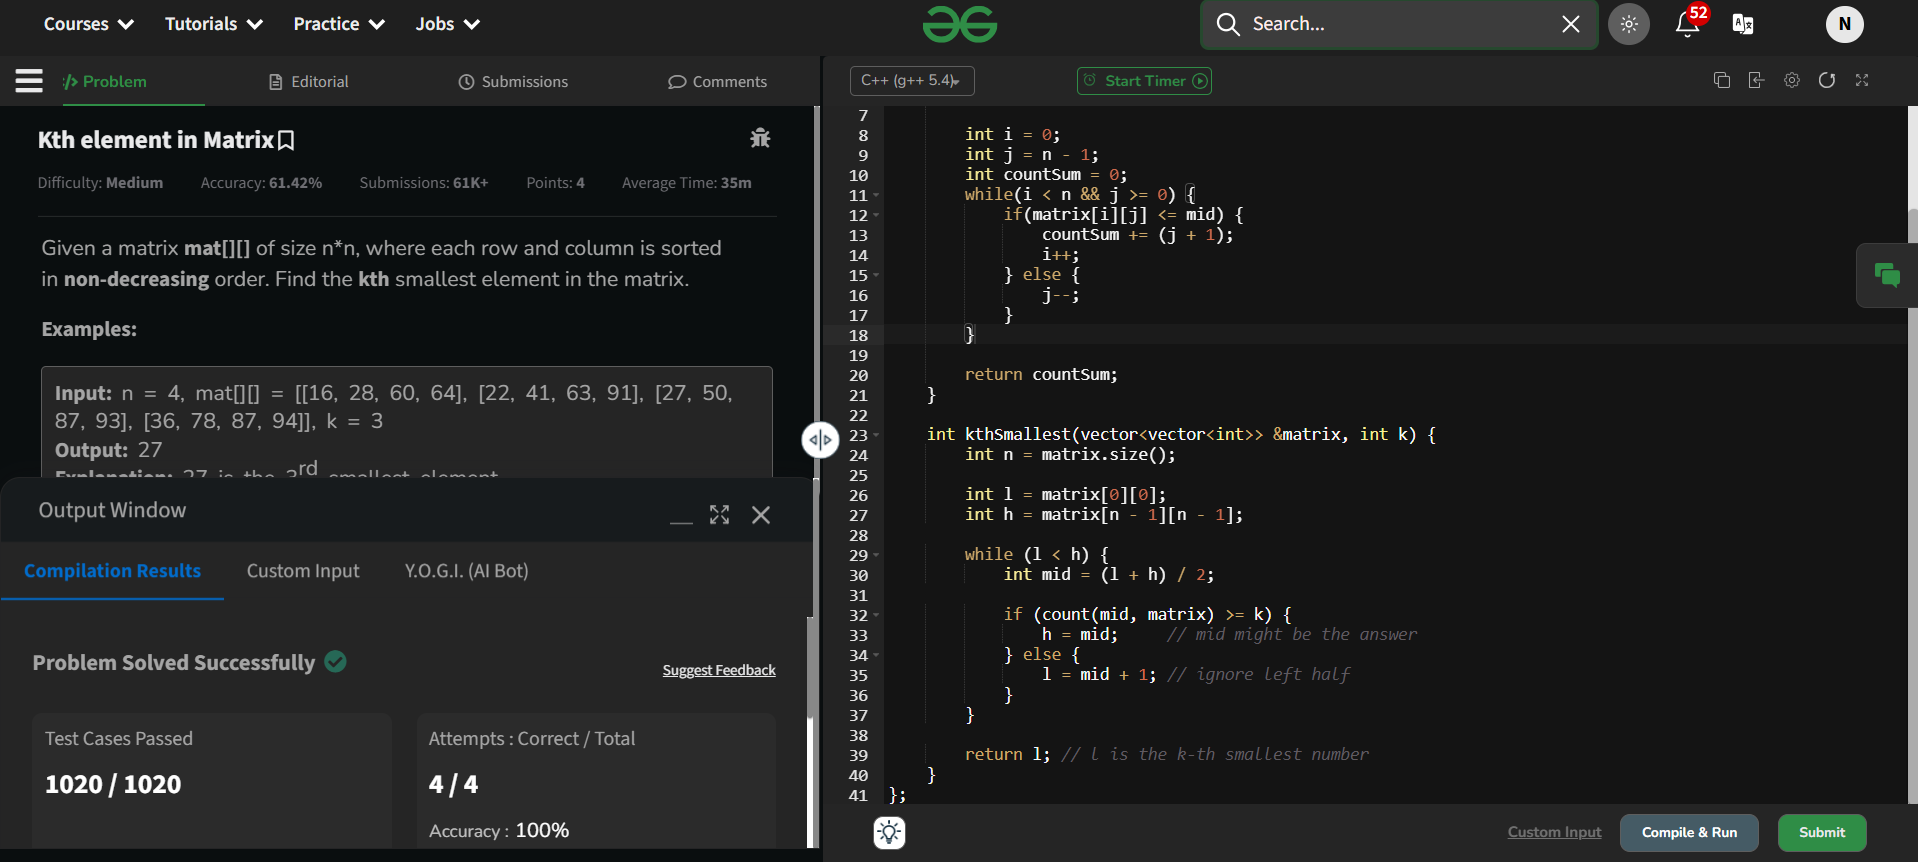 Courses Tutorials Practice Jobs Search... 52 N
Problem Editorial Submissions Comments
C++ (g++ 5.4) Start Timer
Kth element in Matrix
Difficulty: Medium Accuracy: 61.42% Submissions: 61K+ Points: 4 Average Time: 35m
Given a matrix mat[][] of size n*n, where each row and column is sorted
in non-decreasing order. Find the kth smallest element in the matrix.
Examples:
Input: n = 4, mat[][] = [[16, 28, 60, 64], [22, 41, 63, 91], [27, 50,
87, 93], [36, 78, 87, 94]], k = 3
Output: 27
Explanation: 27 is the 3rd smallest element
Output Window
Compilation Results Custom Input Y.O.G.I. (AI Bot)
Problem Solved Successfully
Suggest Feedback
Test Cases Passed
1020 / 1020
Attempts : Correct / Total
4 / 4
Accuracy : 100%
7
8 int i = 0;
9 int j = n - 1;
10 int countSum = 0;
11 while(i < n && j >= 0) {
12 if(matrix[i][j] <= mid) {
13 countSum += (j + 1);
14 i++;
15 } else {
16 j--;
17 }
18 }
19
20 return countSum;
21 }
22
23 int kthSmallest(vector<vector<int>> &matrix, int k) {
24 int n = matrix.size();
25
26 int l = matrix[0][0];
27 int h = matrix[n - 1][n - 1];
28
29 while (l < h) {
30 int mid = (l + h) / 2;
31
32 if (count(mid, matrix) >= k) {
33 h = mid; // mid might be the answer
34 } else {
35 l = mid + 1; // ignore left half
36 }
37 }
38
39 return l; // l is the k-th smallest number
40 }
41 };
Custom Input Compile & Run Submit